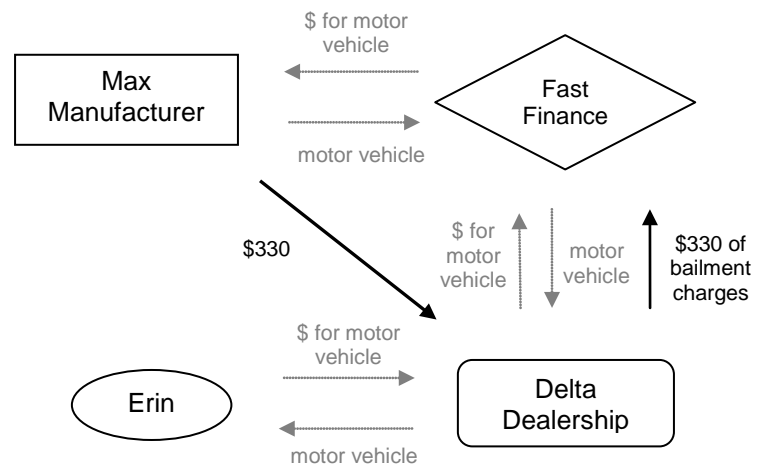 $ for motor
vehicle
Max
Manufacturer
Fast
Finance
motor vehicle
$330
$ for
motor
vehicle
motor
vehicle
$330 of
bailment
charges
$ for motor
vehicle
Erin
Delta
Dealership
motor vehicle